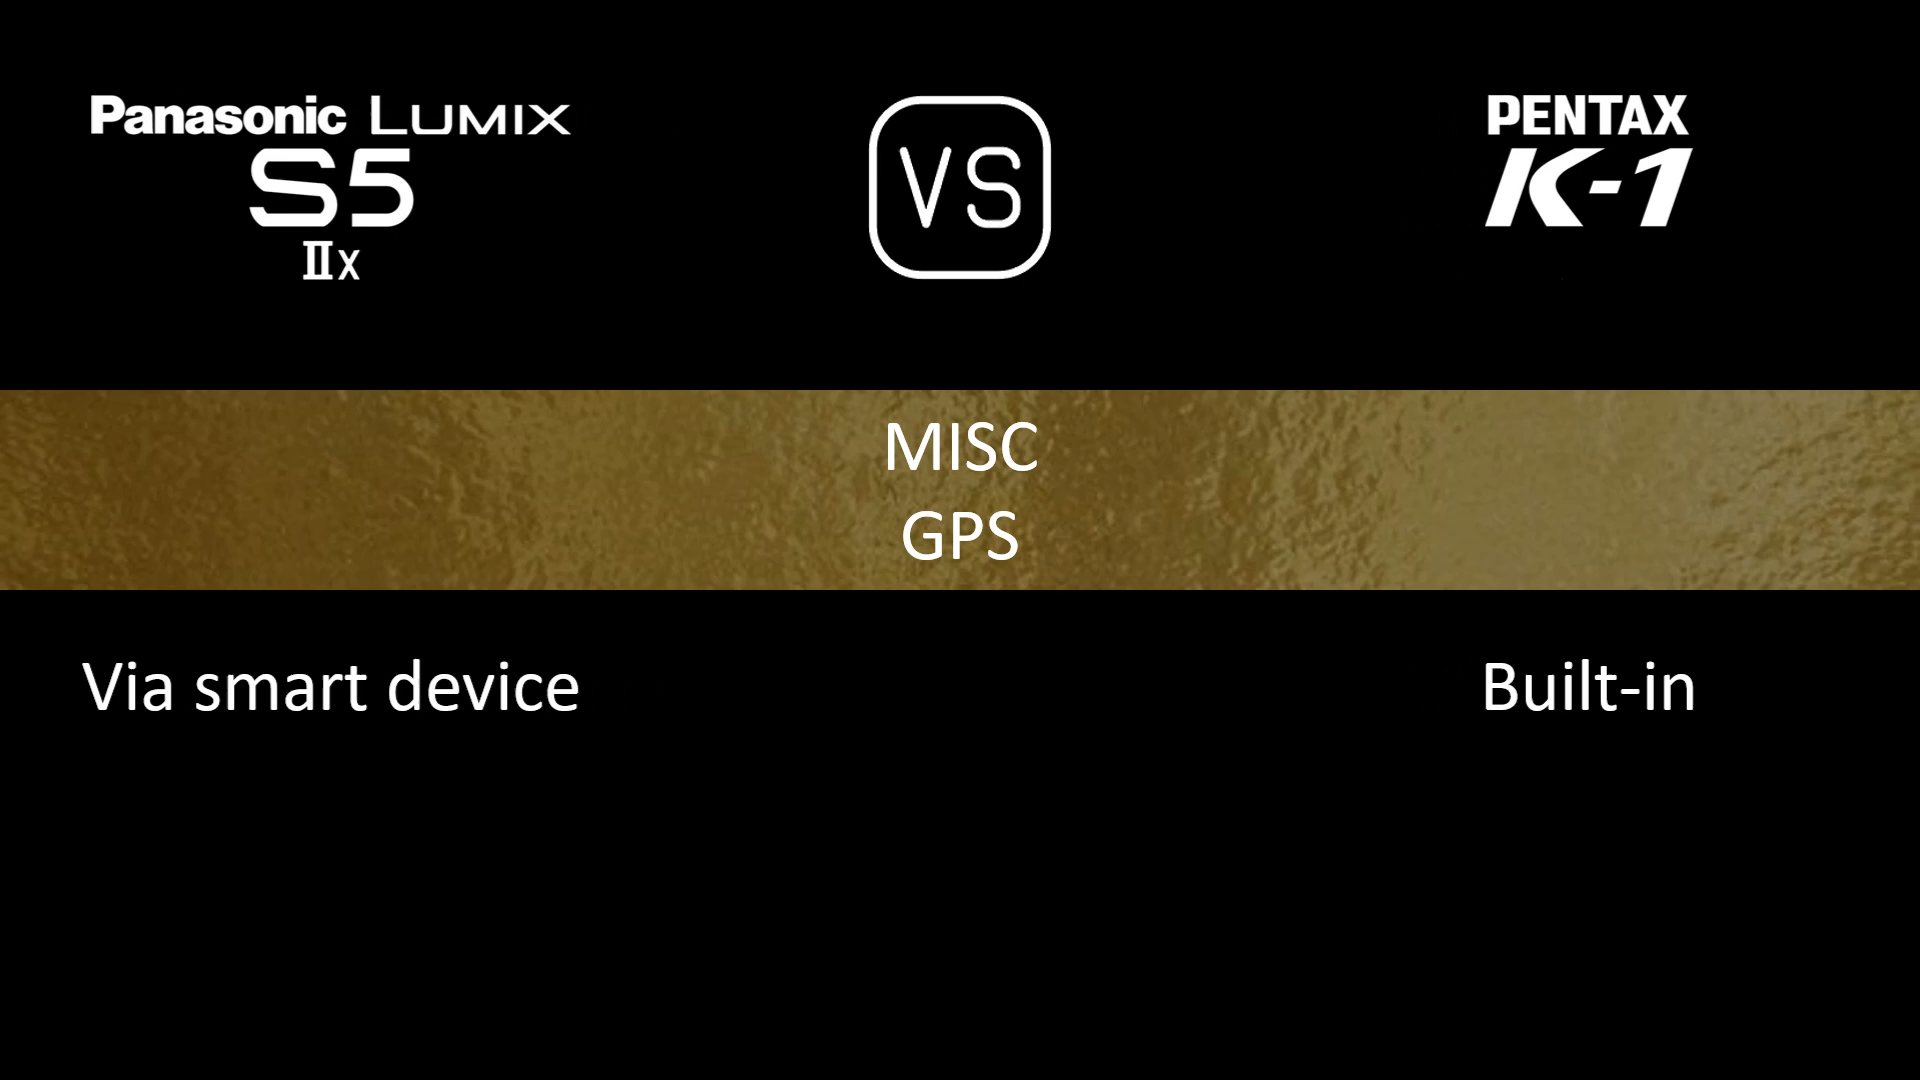 Panasonic LUMIX
S5
IIX
VS
PENTAX
K-1
MISC
GPS
Via smart device
Built-in